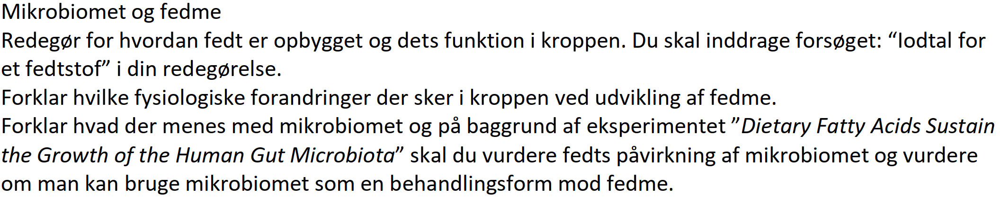 Mikrobiomet og fedme
Redegør for hvordan fedt er opbygget og dets funktion i kroppen. Du skal inddrage forsøget: “Iodtal for
et fedtstof” i din redegørelse.
Forklar hvilke fysiologiske forandringer der sker i kroppen ved udvikling af fedme.
Forklar hvad der menes med mikrobiomet og på baggrund af eksperimentet ”Dietary Fatty Acids Sustain
the Growth of the Human Gut Microbiota” skal du vurdere fedts påvirkning af mikrobiomet og vurdere
om man kan bruge mikrobiomet som en behandlingsform mod fedme.